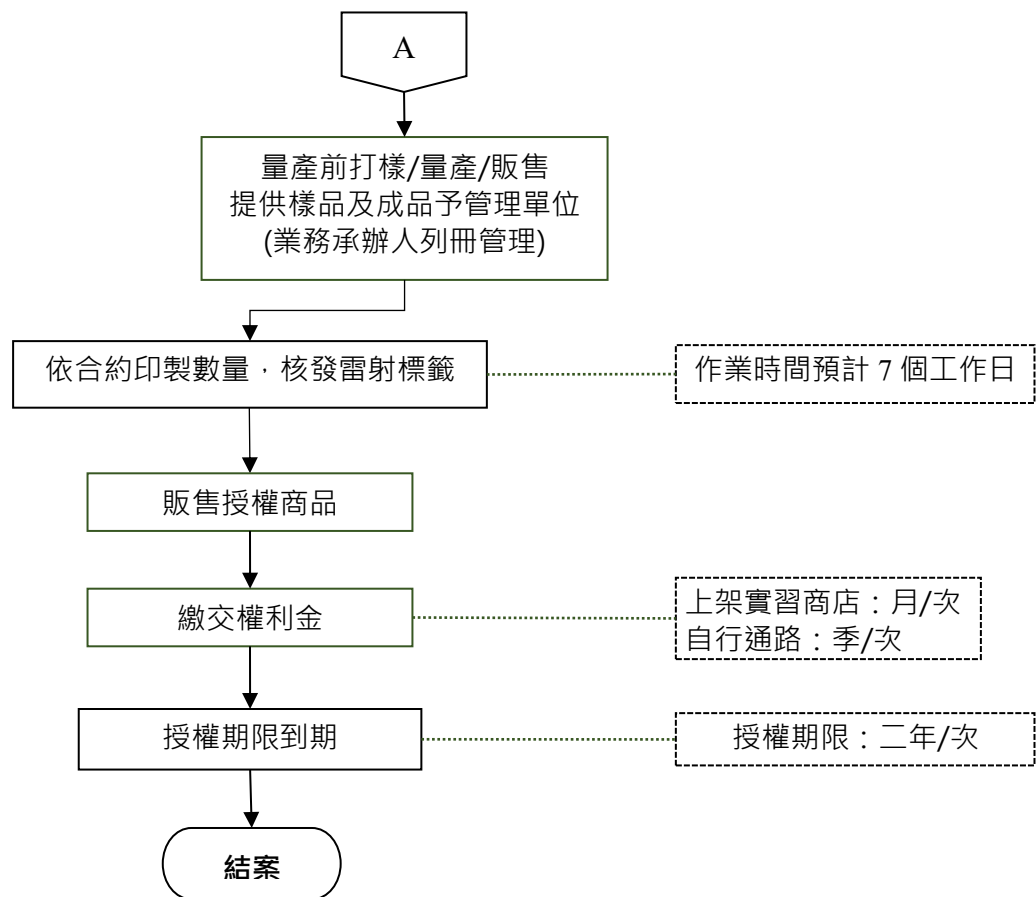 A
量產前打樣/量產/販售
提供樣品及成品予管理單位
(業務承辦人列冊管理)
依合約印製數量，核發雷射標籤
作業時間預計 7 個工作日
販售授權商品
繳交權利金
上架實習商店：月/次
自行通路：季/次
授權期限到期
授權期限：二年/次
結案